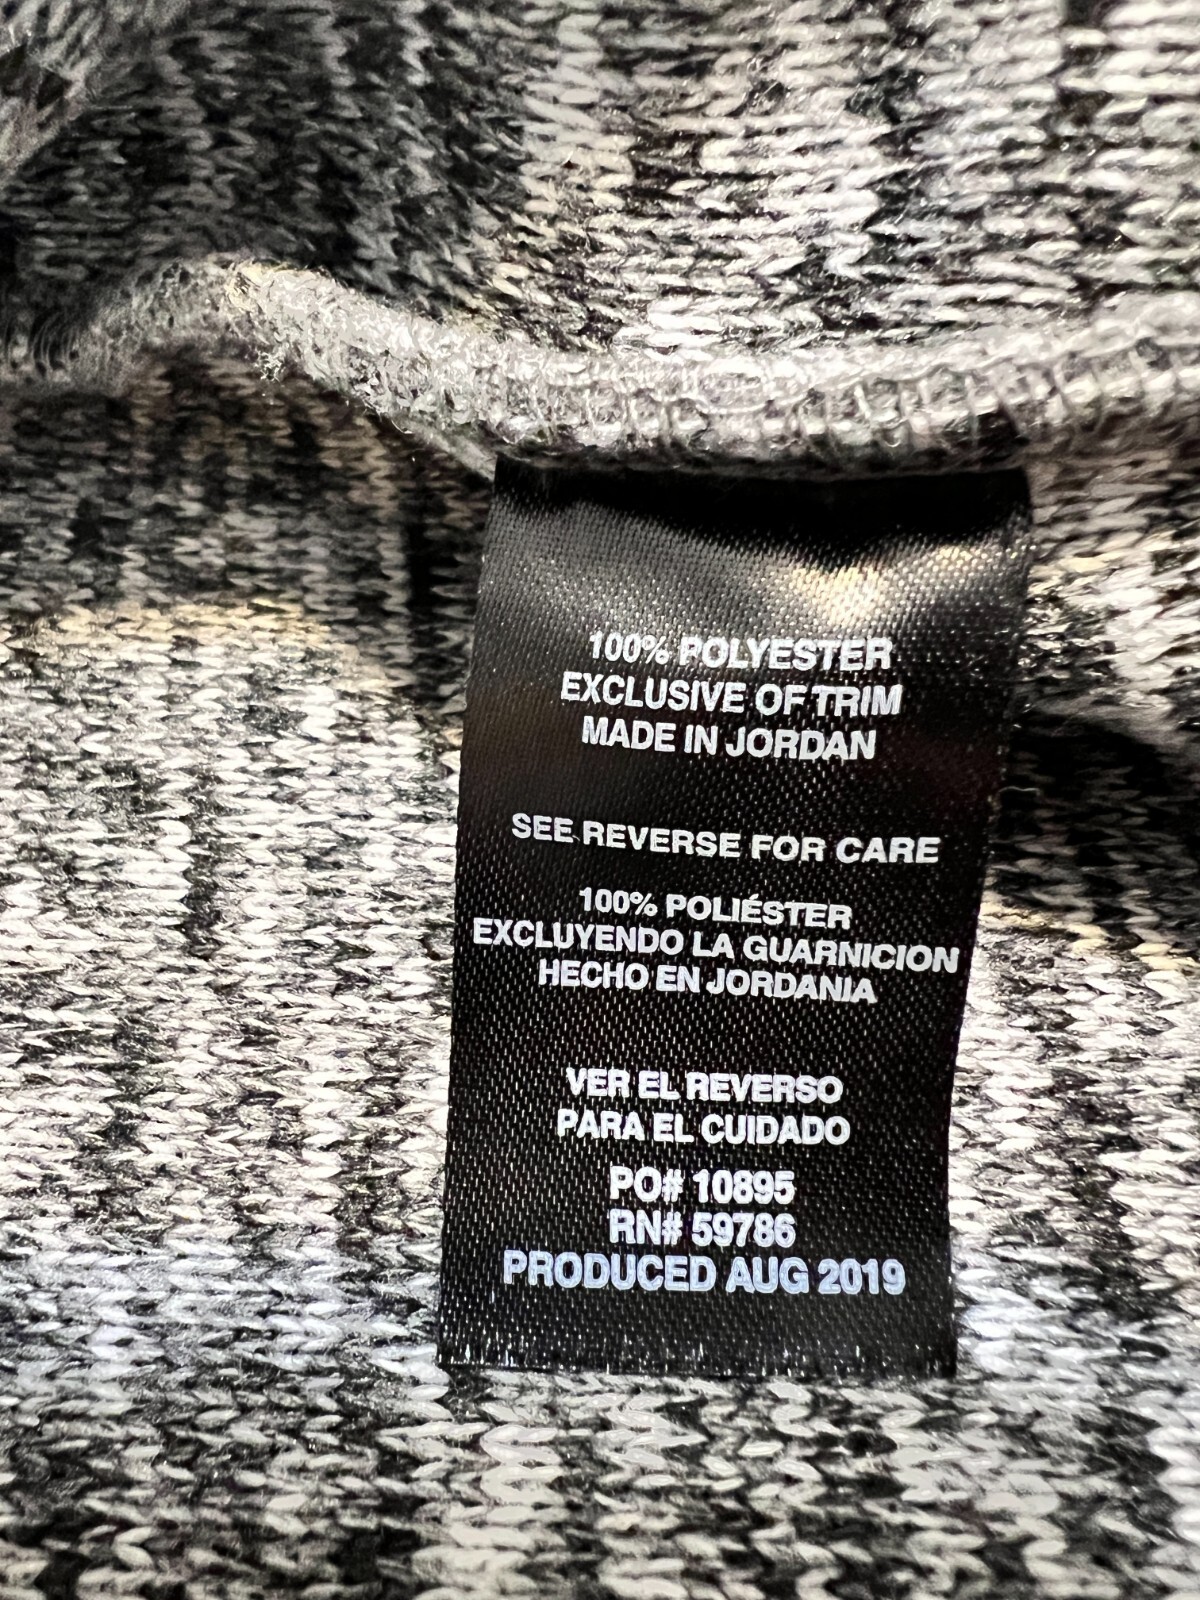 100% POLYESTER
EXCLUSIVE OF TRIM
MADE IN JORDAN
SEE REVERSE FOR CARE
100% POLIÉSTER
EXCLUYENDO LA GUARNICION
HECHO EN JORDANIA
VER EL REVERSO
PARA EL CUIDADO
PO# 10895
RN# 59786
PRODUCED AUG 2019